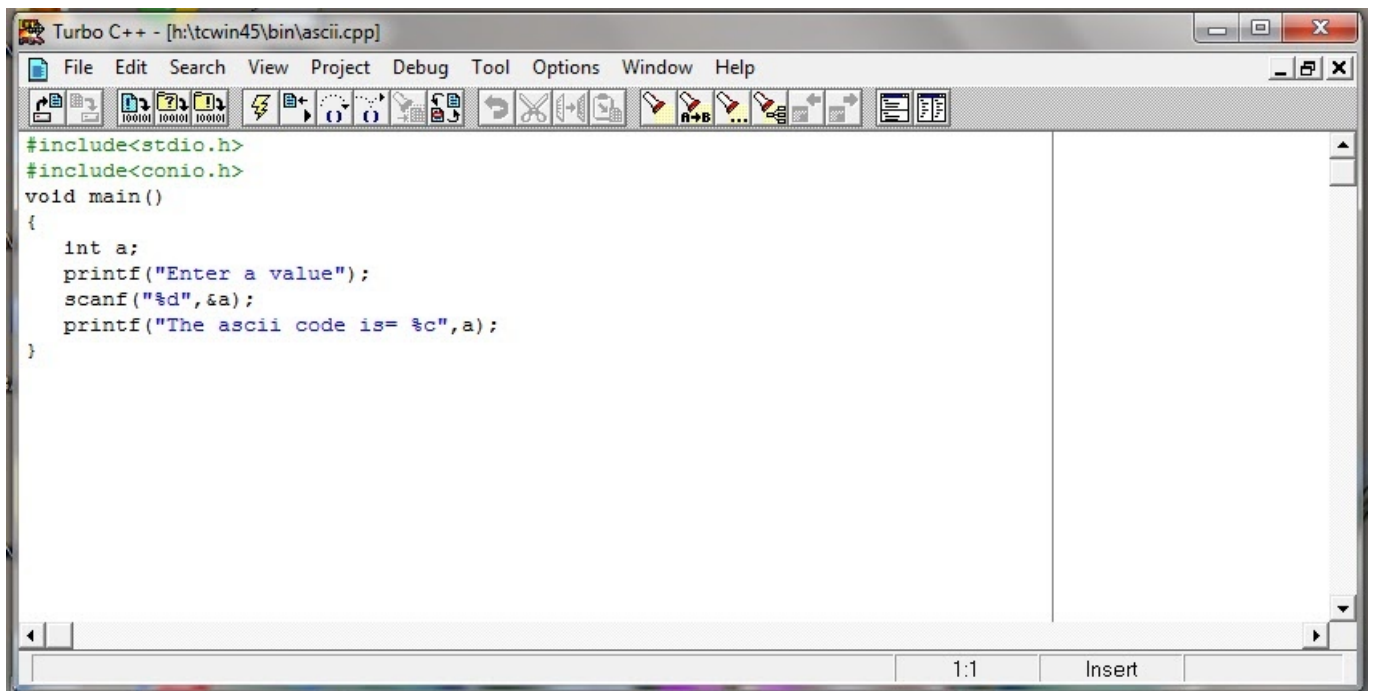 Turbo C++ - [h:\tcwin45\bin\ascii.cpp]
File Edit Search View Project Debug Tool Options Window Help
#include<stdio.h>
#include<conio.h>
void main()
{
int a;
printf("Enter a value");
scanf("%d",&a);
printf("The ascii code is= %c",a);
}
1:1 Insert